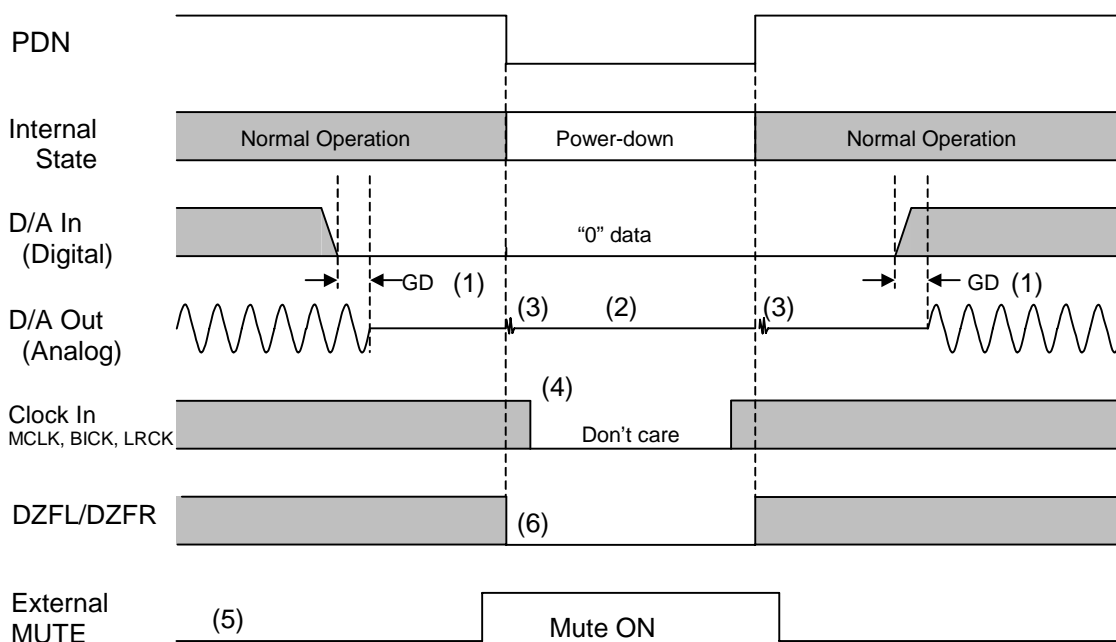 PDN
Internal
State
Normal Operation
Power-down
Normal Operation
D/A In
(Digital)
“0” data
GD (1)
GD (1)
D/A Out
(Analog)
(3)
(2)
(3)
Clock In
MCLK, BICK, LRCK
(4)
Don’t care
DZFL/DZFR
(6)
External
MUTE
(5)
Mute ON